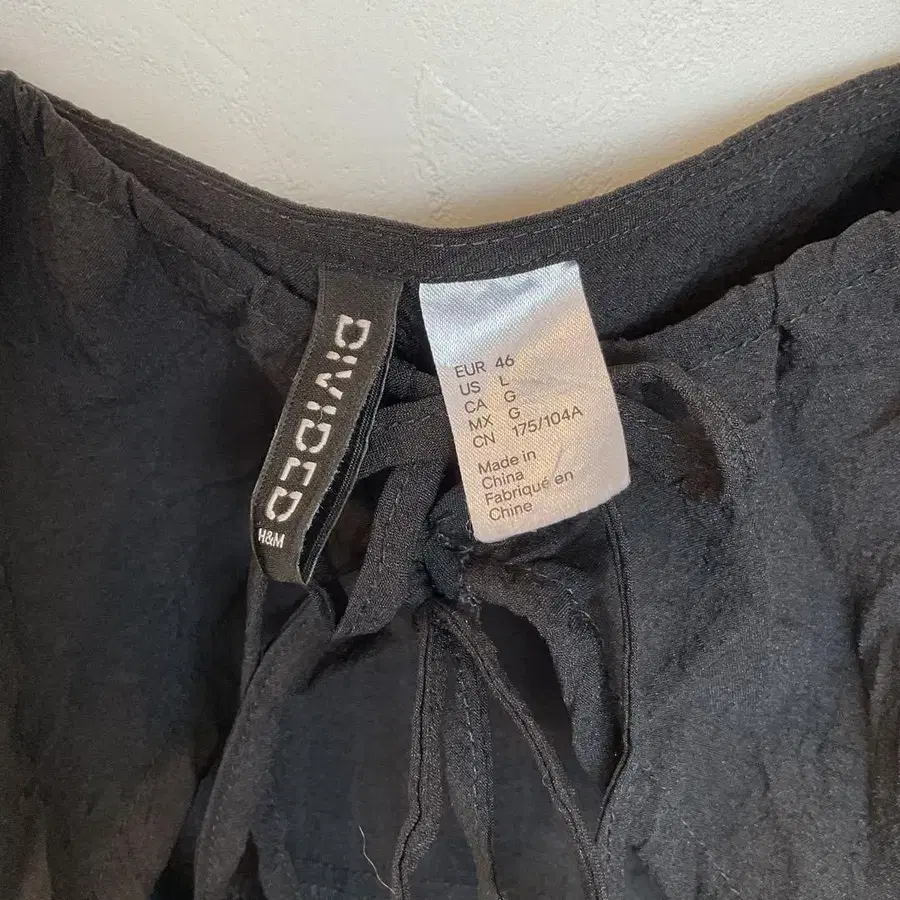 DIVIDED
H&M
EUR 46
US L
CA G
MX G
CN 175/104A
Made in
China
Fabriqué en
Chine